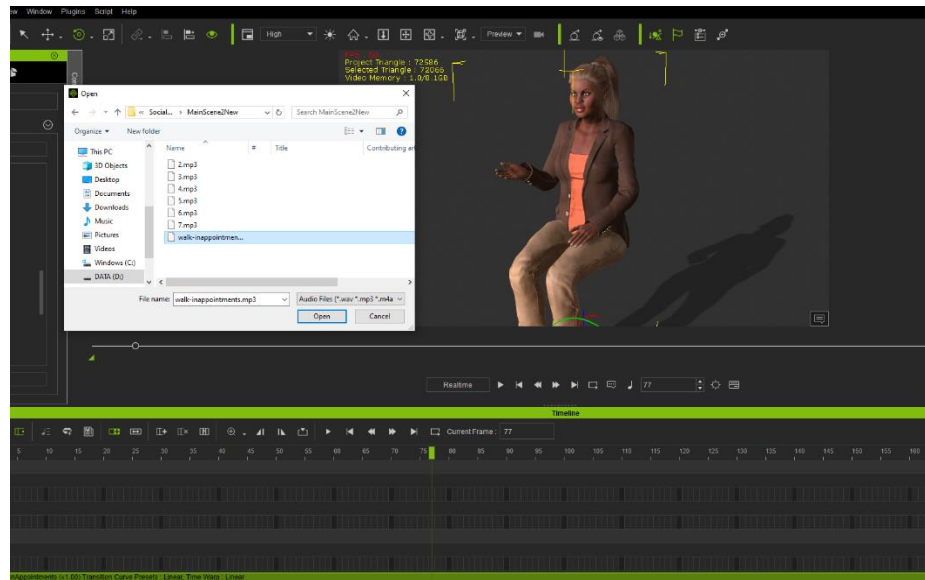 ew Window Plugins Script Help
High Preview
Project Triangle : 72586
Selected Triangle : 72066
Video Memory : 1.0/8.1GB
Open
Social... › MainScene2New Search MainScene2New
Organize New folder
This PC Name # Title Contributing art
3D Objects 2.mp3
Desktop 3.mp3
Documents 4.mp3
Downloads 5.mp3
Music 6.mp3
Pictures 7.mp3
Videos walk-inappointmen...
Windows (C:)
DATA (D:)
File name: walk-inappointments.mp3 Audio Files (*.wav *.mp3 *.m4a
Open Cancel
Realtime 77
Timeline
Current Frame : 77
5 10 15 20 25 30 35 40 45 50 55 60 65 70 75 80 85 90 95 100 105 110 115 120 125 130 135 140 145 150 155 160
Appointments (x1.00) Transition Curve Presets : Linear, Time Warp : Linear